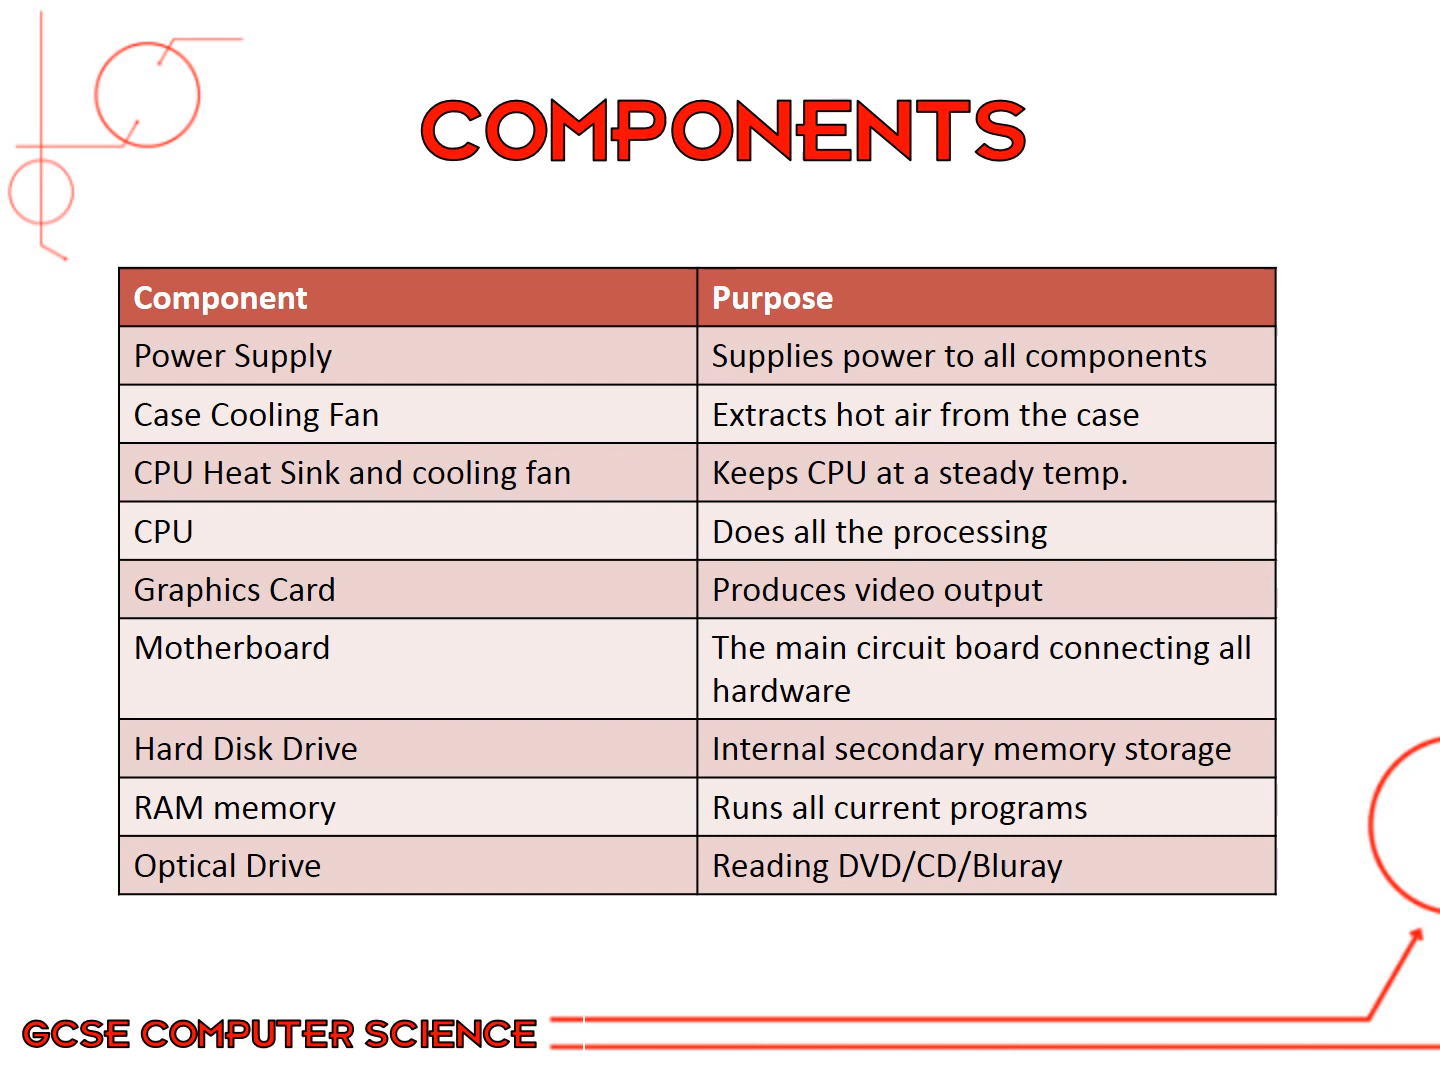 COMPONENTS
Component Purpose
Power Supply Supplies power to all components
Case Cooling Fan Extracts hot air from the case
CPU Heat Sink and cooling fan Keeps CPU at a steady temp.
CPU Does all the processing
Graphics Card Produces video output
Motherboard The main circuit board connecting all
hardware
Hard Disk Drive Internal secondary memory storage
RAM memory Runs all current programs
Optical Drive Reading DVD/CD/Bluray
GCSE COMPUTER SCIENCE